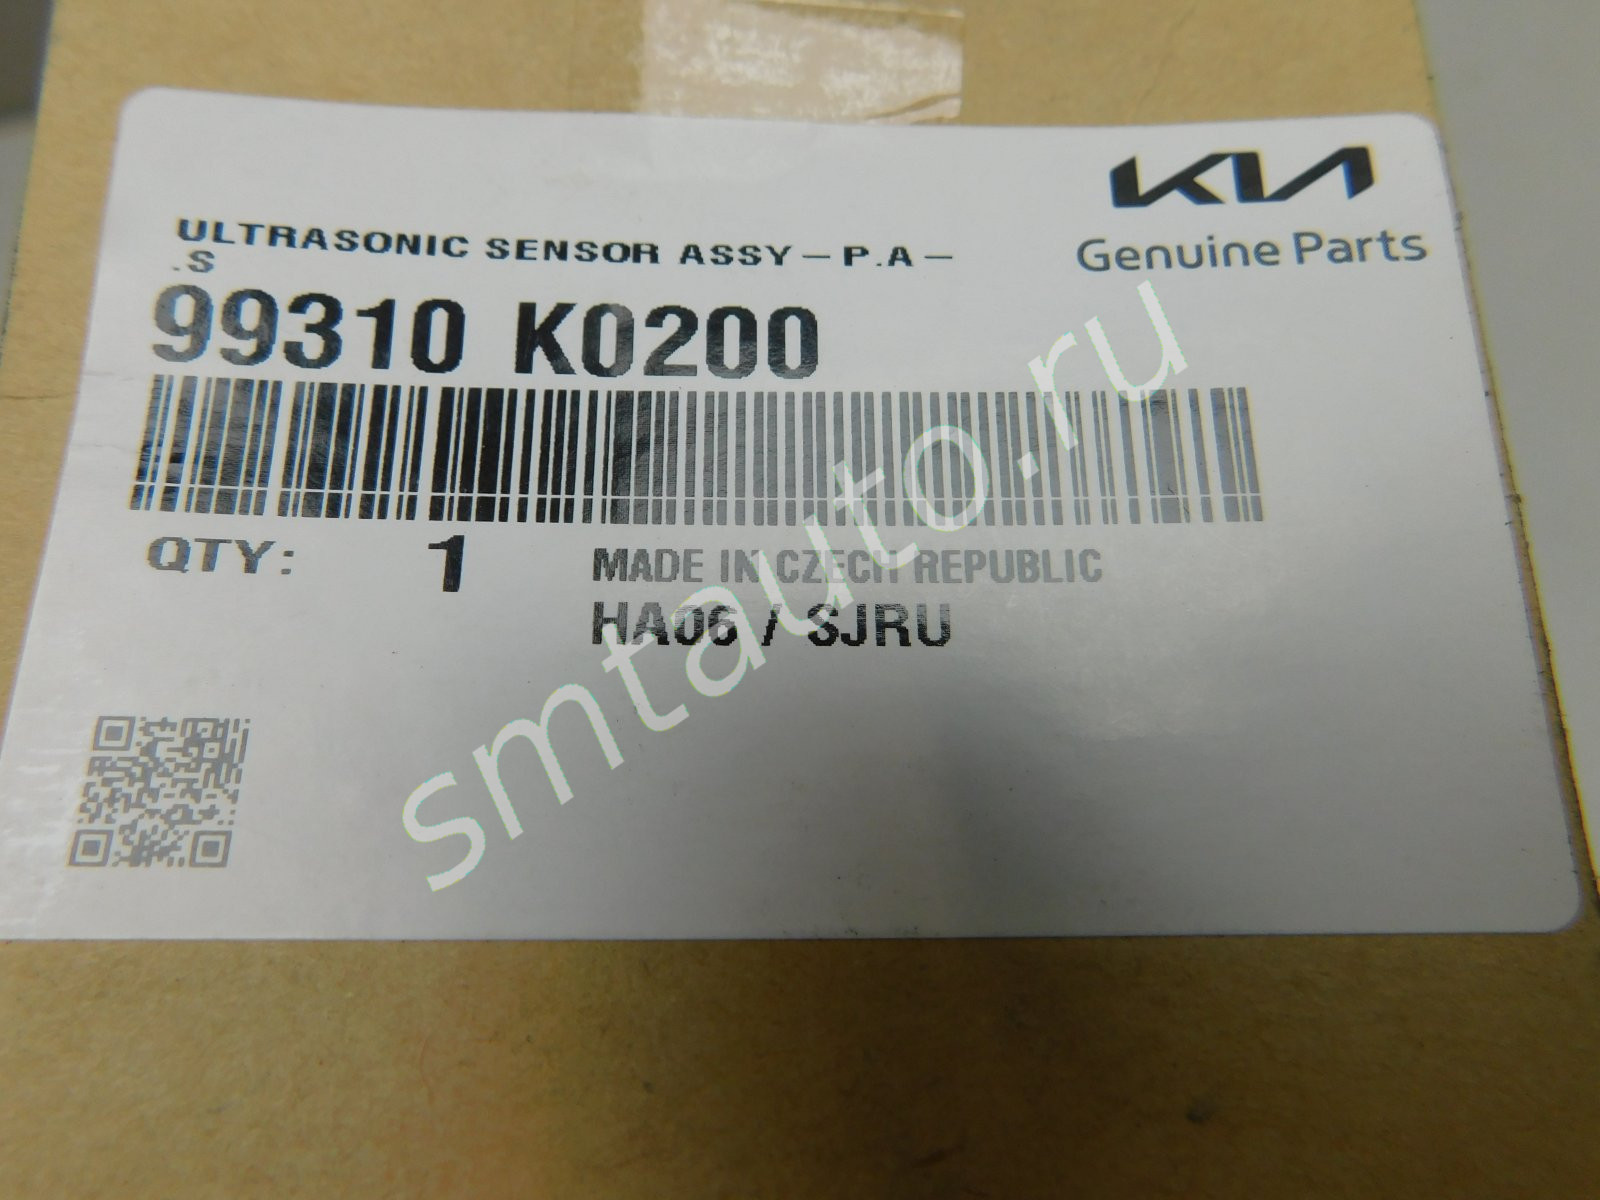 KIA
Genuine Parts
ULTRASONIC SENSOR ASSY-P.A-
.S
99310 K0200
QTY: 1 MADE IN CZECH REPUBLIC
HA06 / SJRU
smtauto.ru